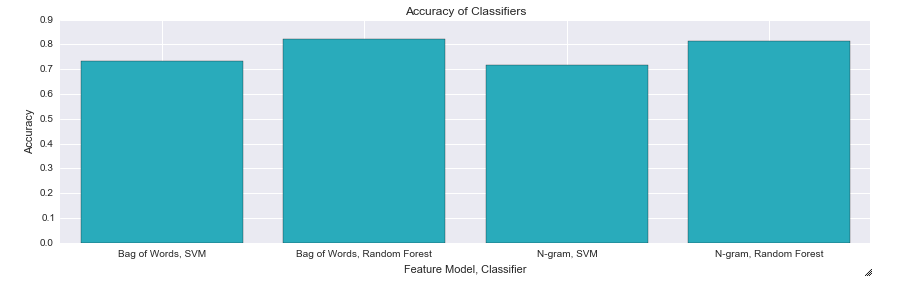 Accuracy of Classifiers
Accuracy
0.9
0.8
0.7
0.6
0.5
0.4
0.3
0.2
0.1
0.0
Bag of Words, SVM
Bag of Words, Random Forest
N-gram, SVM
N-gram, Random Forest
Feature Model, Classifier